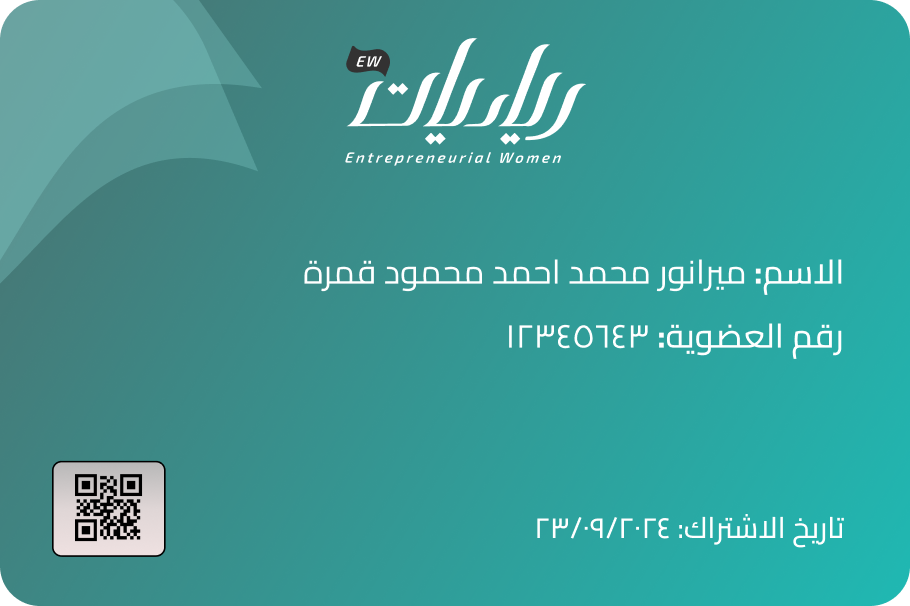 EW
رياديات
Entrepreneurial Women
الاسم: ميرانور محمد احمد محمود قمرة
رقم العضوية: ١٢٣٤٥٦٤٣
تاريخ الاشتراك: ٢٣/٠٩/٢٠٢٤